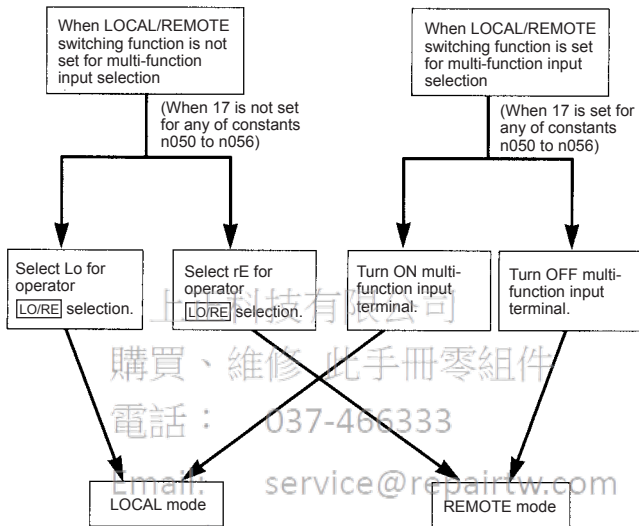 When LOCAL/REMOTE
switching function is not
set for multi-function
input selection
(When 17 is not set
for any of constants
n050 to n056)
When LOCAL/REMOTE
switching function is set
for multi-function input
selection
(When 17 is set for
any of constants
n050 to n056)
Select Lo for
operator
LO/RE selection.
Select rE for
operator
LO/RE selection.
Turn ON multi-
function input
terminal.
Turn OFF multi-
function input
terminal.
上正科技有限公司
購買、維修 此手冊零組件
電話： 037-466333
Email: service@repairtw.com
LOCAL mode
REMOTE mode